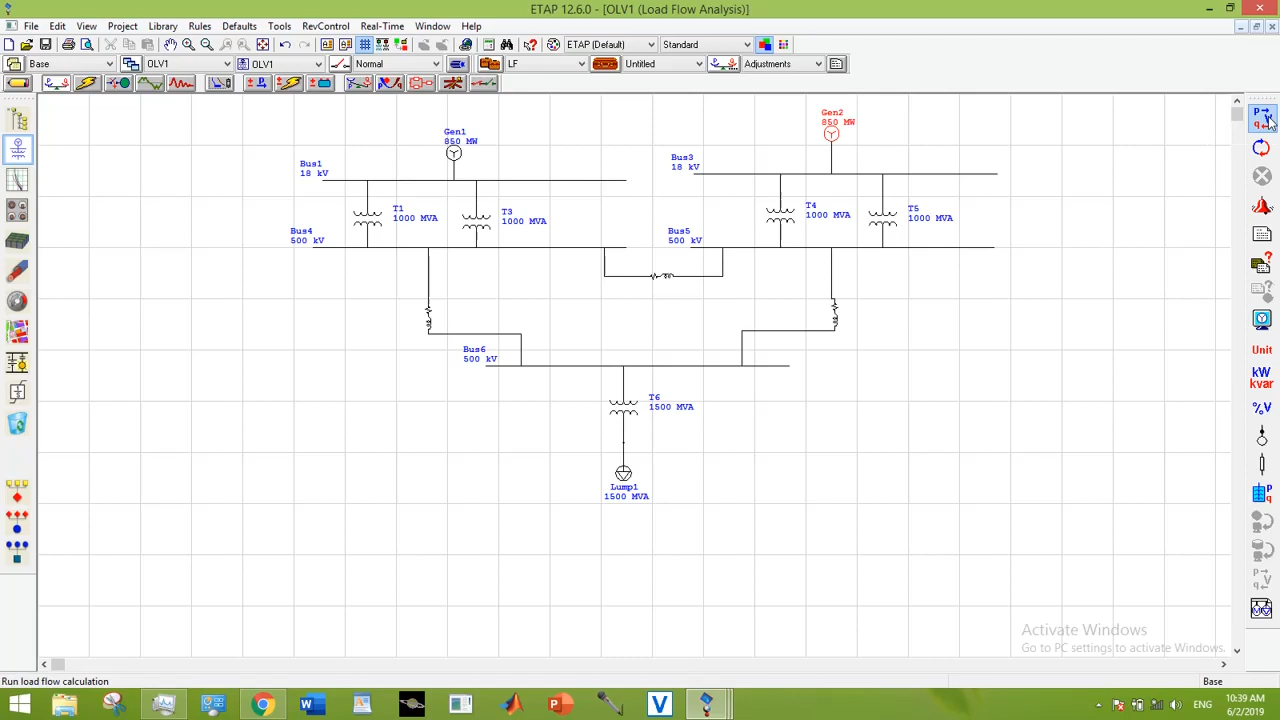 ETAP 12.6.0 - [OLV1 (Load Flow Analysis)]
File Edit View Project Library Rules Defaults Tools RevControl Real-Time Window Help
ETAP (Default) Standard
Base OLV1 OLV1 Normal LF Untitled Adjustments
Gen1
850 MW
Gen2
850 MW
Bus1
18 kV
Bus3
18 kV
T1
1000 MVA
T3
1000 MVA
T4
1000 MVA
T5
1000 MVA
Bus4
500 kV
Bus5
500 kV
Bus6
500 kV
T6
1500 MVA
Lump1
1500 MVA
Unit
kW
kvar
%V
Activate Windows
Go to PC settings to activate Windows.
Run load flow calculation
Base
ENG
10:39 AM
6/2/2019